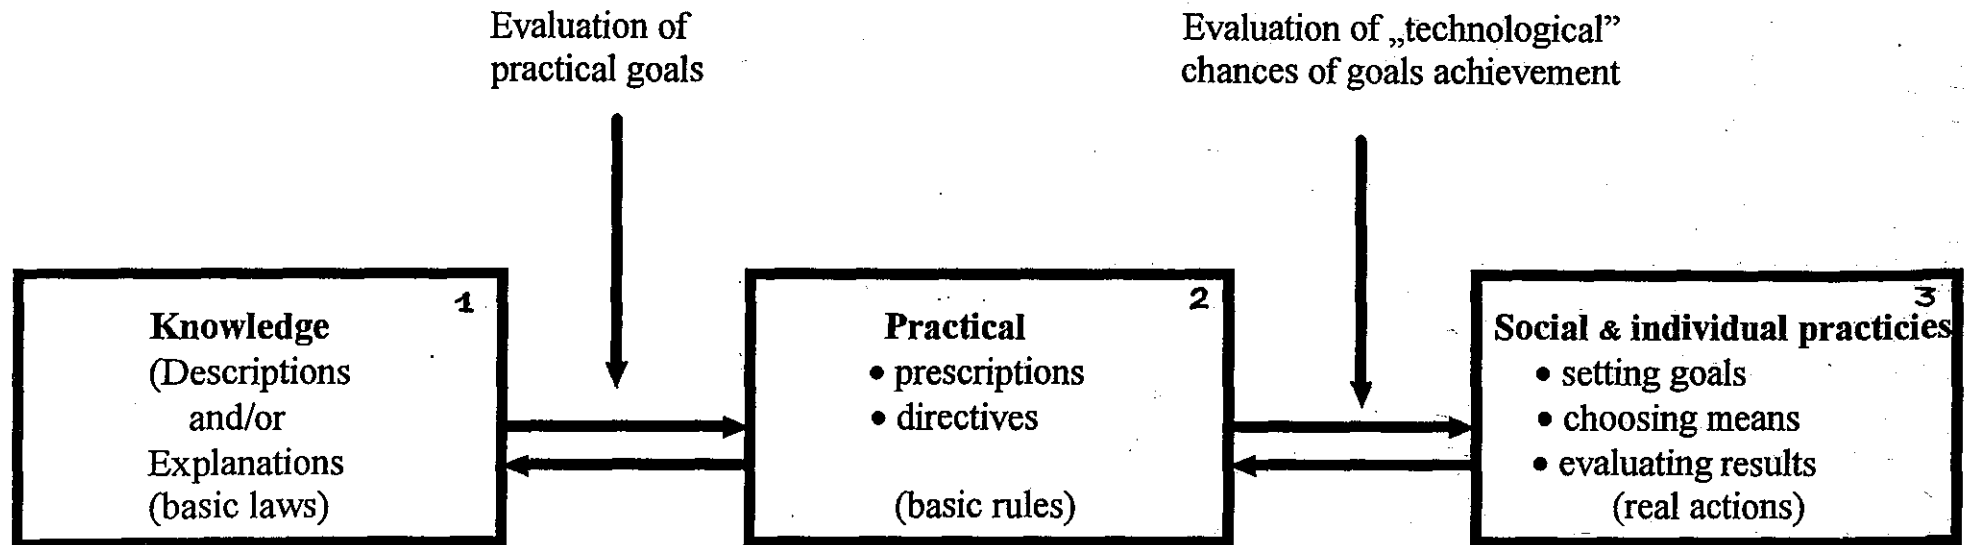 Evaluation of
practical goals
Evaluation of „technological”
chances of goals achievement
1
Knowledge
(Descriptions
and/or
Explanations
(basic laws)
2
Practical
• prescriptions
• directives
(basic rules)
3
Social & individual practicies
• setting goals
• choosing means
• evaluating results
(real actions)